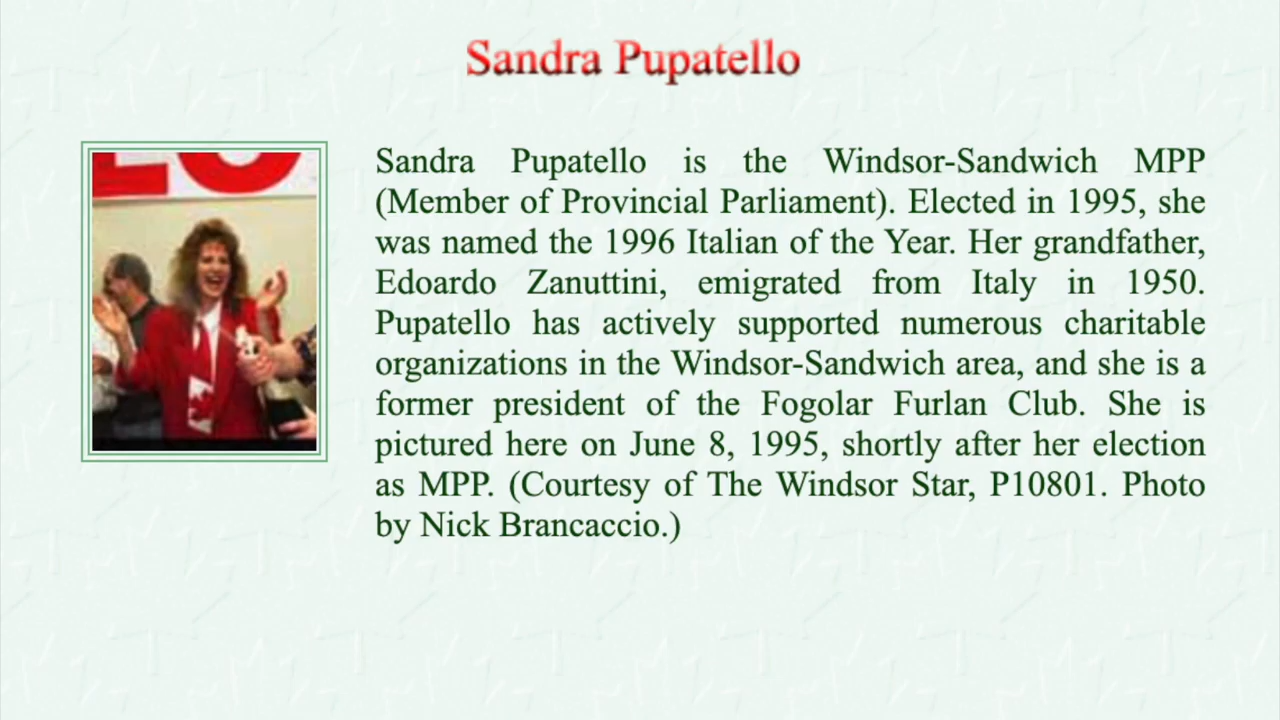 Sandra Pupatello
Sandra Pupatello is the Windsor-Sandwich MPP
(Member of Provincial Parliament). Elected in 1995, she
was named the 1996 Italian of the Year. Her grandfather,
Edoardo Zanuttini, emigrated from Italy in 1950.
Pupatello has actively supported numerous charitable
organizations in the Windsor-Sandwich area, and she is a
former president of the Fogolar Furlan Club. She is
pictured here on June 8, 1995, shortly after her election
as MPP. (Courtesy of The Windsor Star, P10801. Photo
by Nick Brancaccio.)